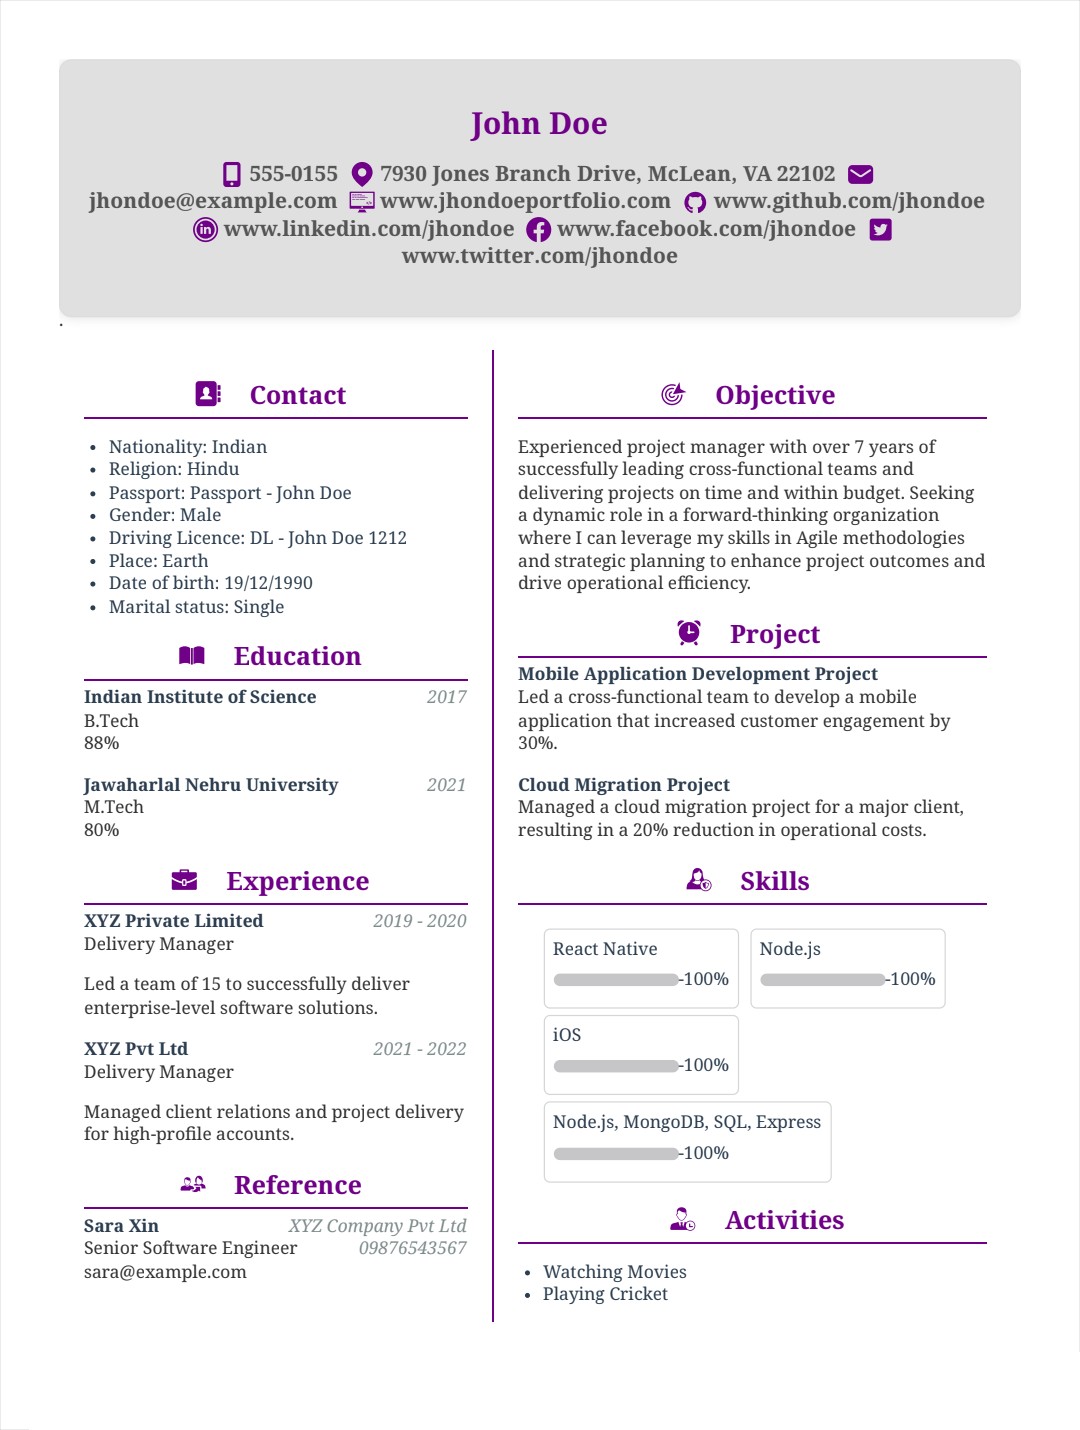 John Doe
555-0155 7930 Jones Branch Drive, McLean, VA 22102
jhondoe@example.com www.jhondoeportfolio.com www.github.com/jhondoe
www.linkedin.com/jhondoe www.facebook.com/jhondoe
www.twitter.com/jhondoe
.
Contact
• Nationality: Indian
• Religion: Hindu
• Passport: Passport - John Doe
• Gender: Male
• Driving Licence: DL - John Doe 1212
• Place: Earth
• Date of birth: 19/12/1990
• Marital status: Single
Education
Indian Institute of Science 2017
B.Tech
88%
Jawaharlal Nehru University 2021
M.Tech
80%
Experience
XYZ Private Limited 2019 - 2020
Delivery Manager
Led a team of 15 to successfully deliver
enterprise-level software solutions.
XYZ Pvt Ltd 2021 - 2022
Delivery Manager
Managed client relations and project delivery
for high-profile accounts.
Reference
Sara Xin XYZ Company Pvt Ltd
Senior Software Engineer 09876543567
sara@example.com
Objective
Experienced project manager with over 7 years of
successfully leading cross-functional teams and
delivering projects on time and within budget. Seeking
a dynamic role in a forward-thinking organization
where I can leverage my skills in Agile methodologies
and strategic planning to enhance project outcomes and
drive operational efficiency.
Project
Mobile Application Development Project
Led a cross-functional team to develop a mobile
application that increased customer engagement by
30%.
Cloud Migration Project
Managed a cloud migration project for a major client,
resulting in a 20% reduction in operational costs.
Skills
React Native
-100%
Node.js
-100%
iOS
-100%
Node.js, MongoDB, SQL, Express
-100%
Activities
• Watching Movies
• Playing Cricket